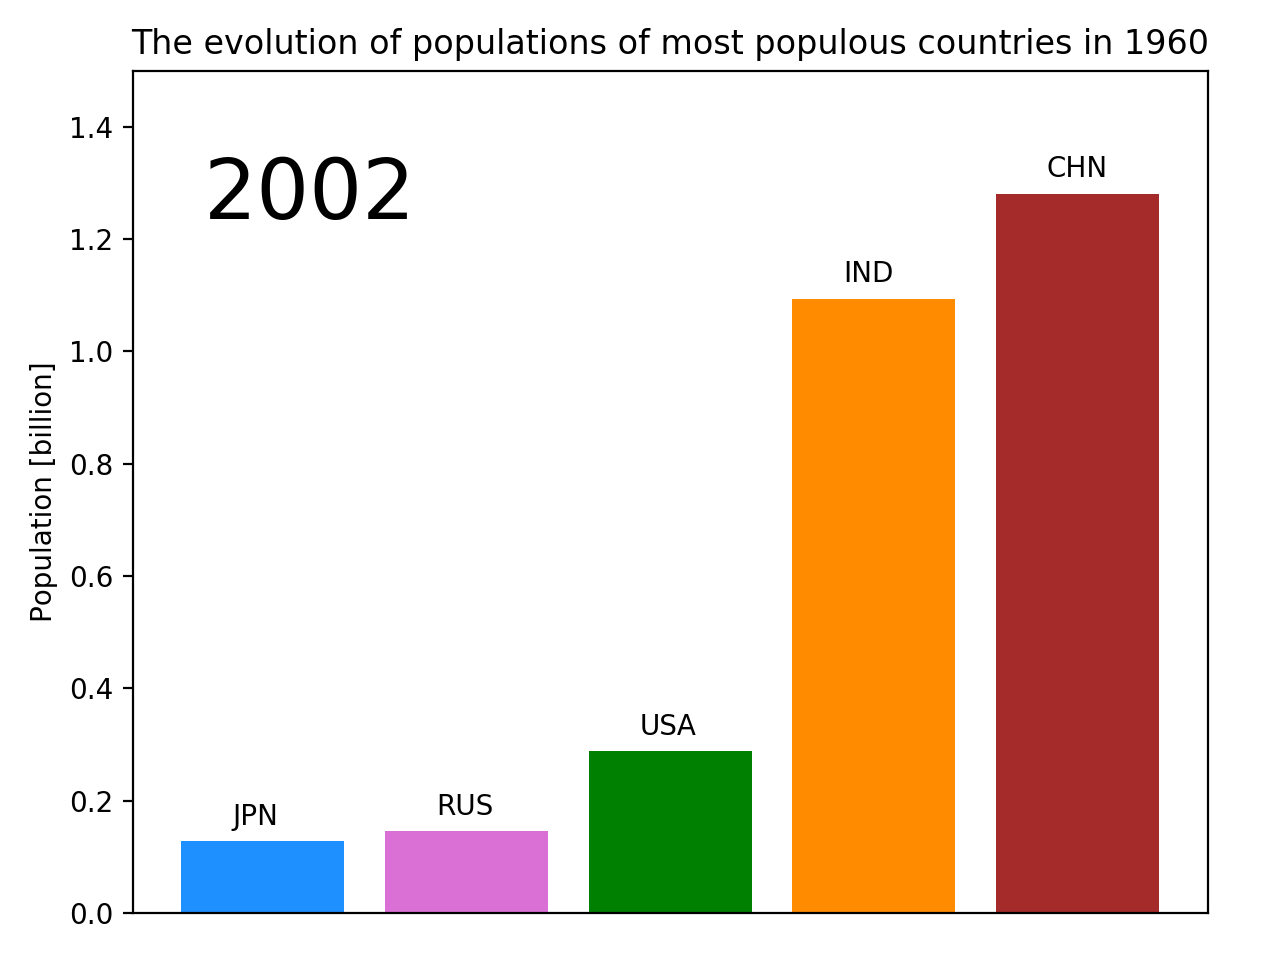 The evolution of populations of most populous countries in 1960
2002
Population [billion]
1.4
1.2
1.0
0.8
0.6
0.4
0.2
0.0
JPN
RUS
USA
IND
CHN